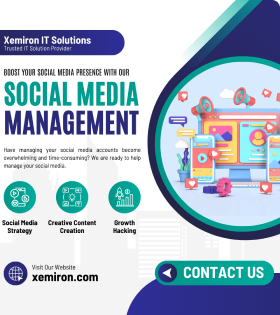 Xemiron IT Solutions
Trusted IT Solution Provider
BOOST YOUR SOCIAL MEDIA PRESENCE WITH OUR
SOCIAL MEDIA
MANAGEMENT
Have managing your social media accounts become
overwhelming and time-consuming? We are ready to help
manage your social media.
Social Media
Strategy
Creative Content
Creation
Growth
Hacking
Visit Our Website
xemiron.com
CONTACT US